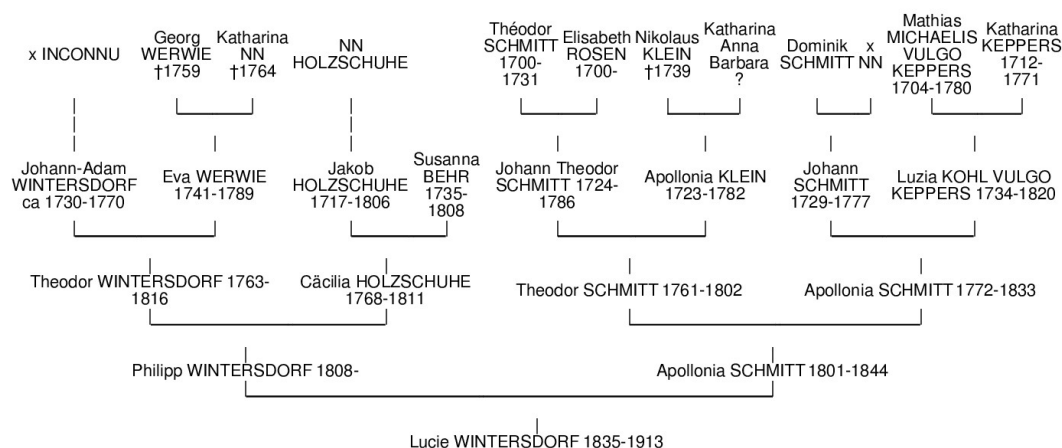 x INCONNU
Georg
WERWIE
†1759
Katharina
NN
†1764
NN
HOLZSCHUHE
Théodor
SCHMITT
1700-
1731
Elisabeth
ROSEN
1700-
Nikolaus
KLEIN
†1739
Katharina
Anna
Barbara
?
Dominik
SCHMITT
x
NN
Mathias
MICHAELIS
VULGO
KEPPERS
1704-1780
Katharina
KEPPERS
1712-
1771
Johann-Adam
WINTERSDORF
ca 1730-1770
Eva WERWIE
1741-1789
Jakob
HOLZSCHUHE
1717-1806
Susanna
BEHR
1735-
1808
Johann Theodor
SCHMITT 1724-
1786
Apollonia KLEIN
1723-1782
Johann
SCHMITT
1729-1777
Luzia KOHL VULGO
KEPPERS 1734-1820
Theodor WINTERSDORF 1763-
1816
Cäcilia HOLZSCHUHE
1768-1811
Theodor SCHMITT 1761-1802
Apollonia SCHMITT 1772-1833
Philipp WINTERSDORF 1808-
Apollonia SCHMITT 1801-1844
Lucie WINTERSDORF 1835-1913